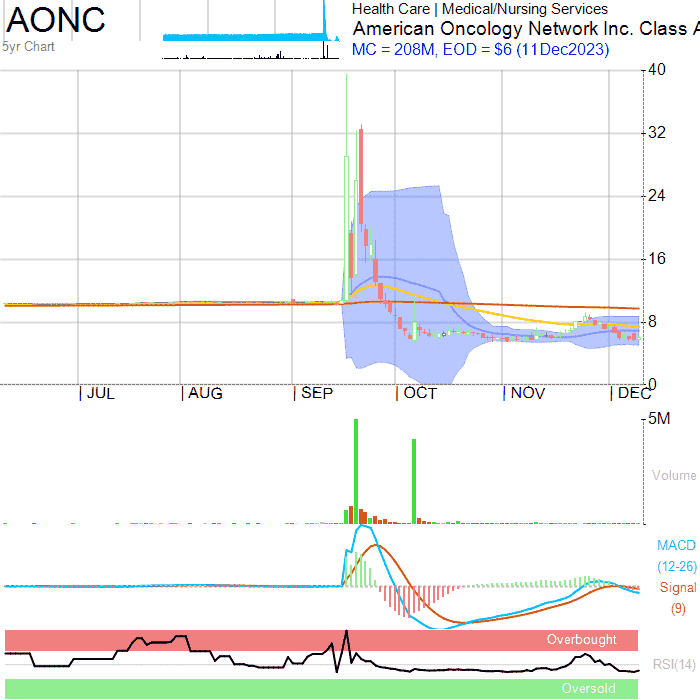 AONC
5yr Chart
Health Care | Medical/Nursing Services
American Oncology Network Inc. Class A
MC = 208M, EOD = $6 (11Dec2023)
40
32
24
16
8
0
JUL
AUG
SEP
OCT
NOV
DEC
5M
Volume
MACD
(12-26)
Signal
(9)
Overbought
RSI(14)
Oversold